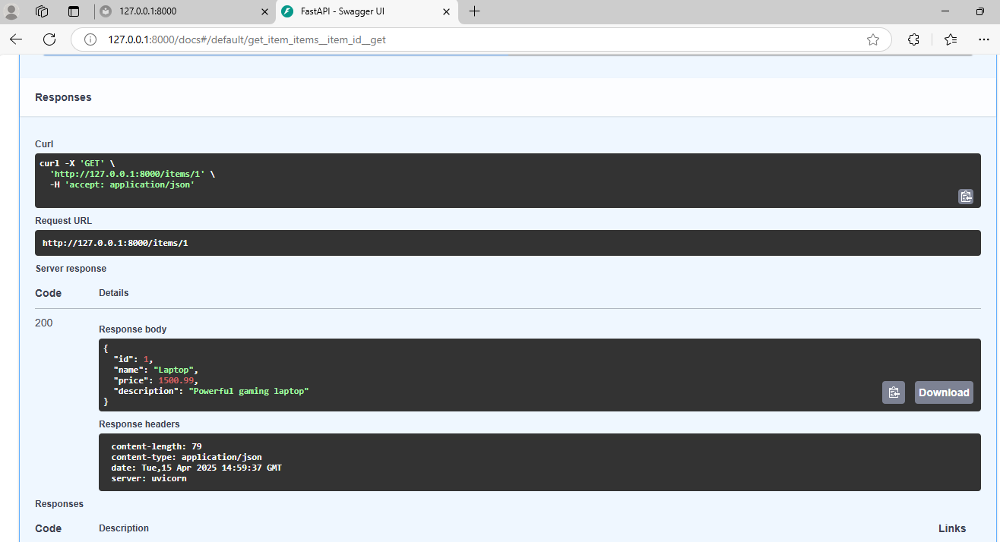 127.0.0.1:8000
FastAPI - Swagger UI
127.0.0.1:8000/docs#/default/get_item_items__item_id__get
Responses
Curl
curl -X 'GET' \
  'http://127.0.0.1:8000/items/1' \
  -H 'accept: application/json'
Request URL
http://127.0.0.1:8000/items/1
Server response
Code Details
200
Response body
{
  "id": 1,
  "name": "Laptop",
  "price": 1500.99,
  "description": "Powerful gaming laptop"
}
Download
Response headers
content-length: 79
content-type: application/json
date: Tue,15 Apr 2025 14:59:37 GMT
server: uvicorn
Responses
Code Description Links